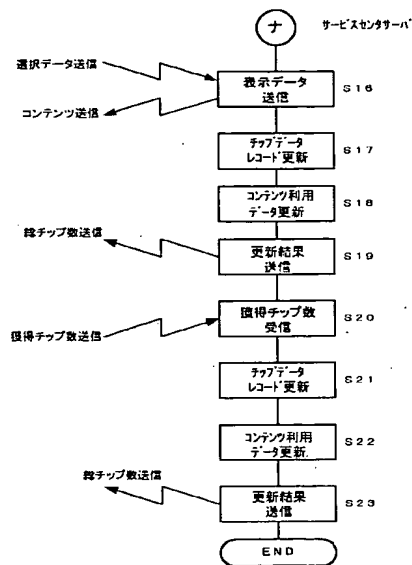 ナ
サービスセンタサーバ
選択データ送信
表示データ
送信
S16
コンテンツ送信
チップデータ
レコード更新
S17
コンテンツ利用
データ更新
S18
総チップ数送信
更新結果
送信
S19
獲得チップ数
受信
S20
獲得チップ数送信
チップデータ
レコード更新
S21
コンテンツ利用
データ更新
S22
総チップ数送信
更新結果
送信
S23
END